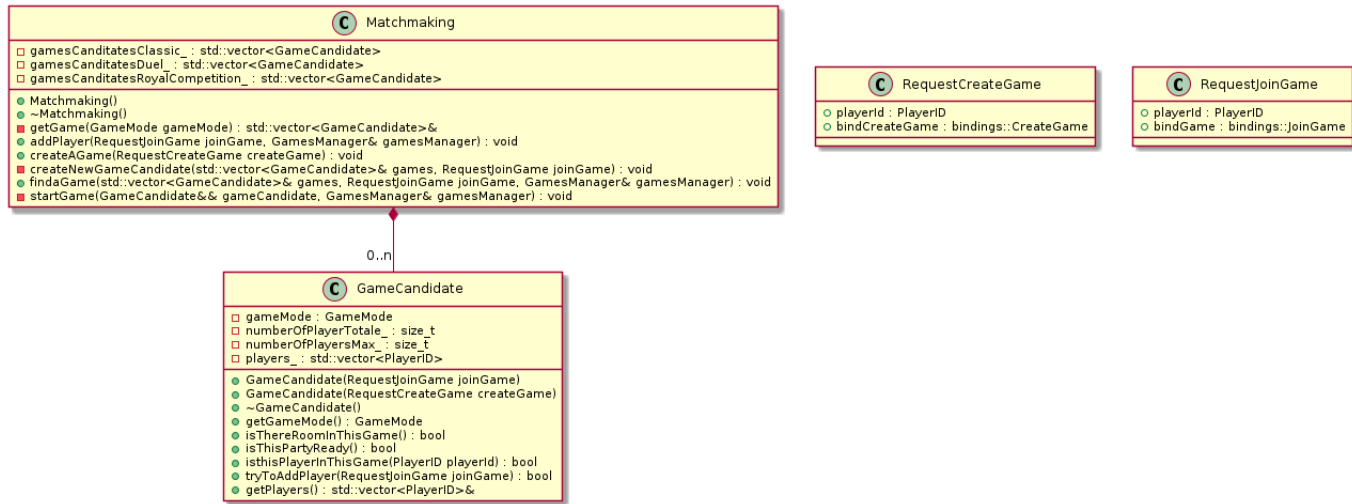 C Matchmaking
gamesCanditatesClassic_ : std::vector<GameCandidate>
gamesCanditatesDuel_ : std::vector<GameCandidate>
gamesCanditatesRoyalCompetition_ : std::vector<GameCandidate>
Matchmaking()
~Matchmaking()
getGame(GameMode gameMode) : std::vector<GameCandidate>&
addPlayer(RequestJoinGame joinGame, GamesManager& gamesManager) : void
createAGame(RequestCreateGame createGame) : void
createNewGameCandidate(std::vector<GameCandidate>& games, RequestJoinGame joinGame) : void
findaGame(std::vector<GameCandidate>& games, RequestJoinGame joinGame, GamesManager& gamesManager) : void
startGame(GameCandidate&& gameCandidate, GamesManager& gamesManager) : void
C RequestCreateGame
playerId : PlayerID
bindCreateGame : bindings::CreateGame
C RequestJoinGame
playerId : PlayerID
bindGame : bindings::JoinGame
0..n
C GameCandidate
gameMode : GameMode
numberOfPlayerTotale_ : size_t
numberOfPlayersMax_ : size_t
players_ : std::vector<PlayerID>
GameCandidate(RequestJoinGame joinGame)
GameCandidate(RequestCreateGame createGame)
~GameCandidate()
getGameMode() : GameMode
isThereRoomInThisGame() : bool
isThisPartyReady() : bool
isthisPlayerInThisGame(PlayerID playerId) : bool
tryToAddPlayer(RequestJoinGame joinGame) : bool
getPlayers() : std::vector<PlayerID>&